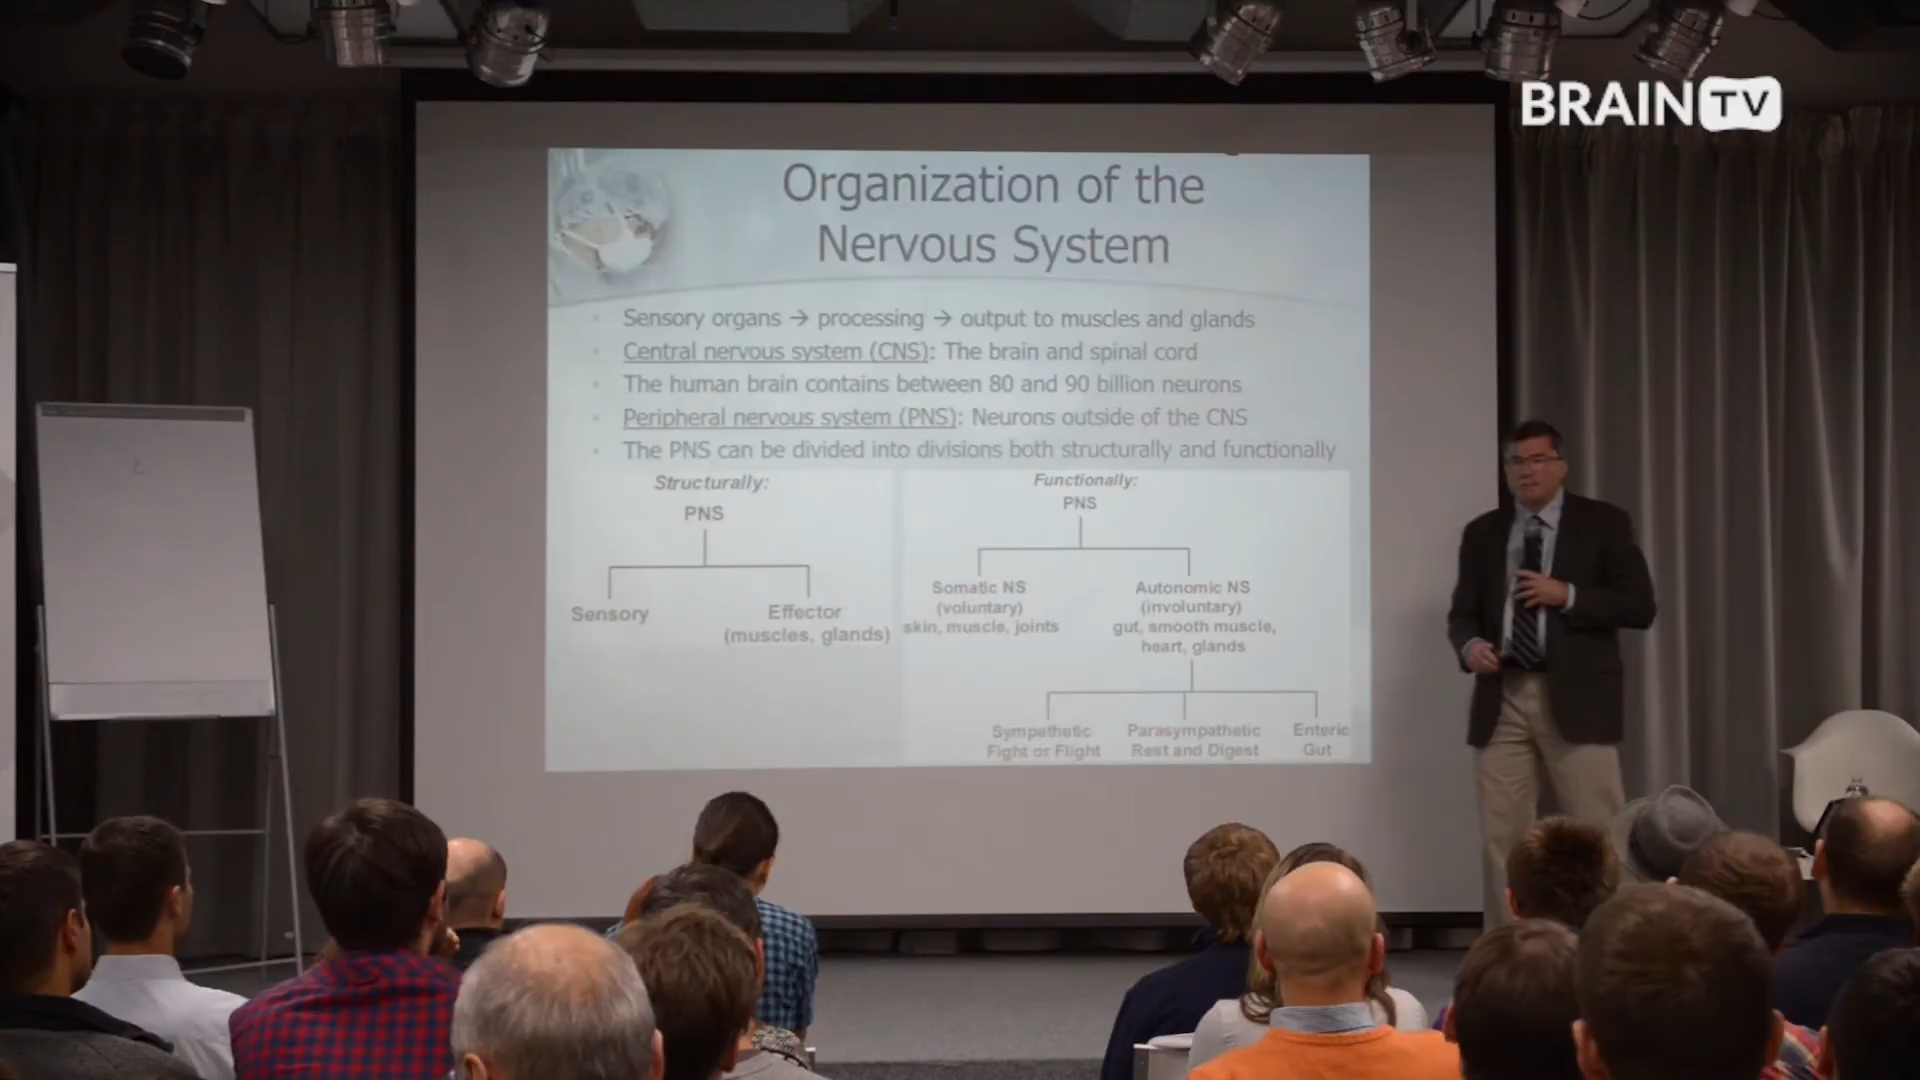 BRAIN TV
Organization of the
Nervous System
Sensory organs → processing → output to muscles and glands
Central nervous system (CNS): The brain and spinal cord
The human brain contains between 80 and 90 billion neurons
Peripheral nervous system (PNS): Neurons outside of the CNS
The PNS can be divided into divisions both structurally and functionally
Structurally:
PNS
Sensory
Effector
(muscles, glands)
Functionally:
PNS
Somatic NS
(voluntary)
skin, muscle, joints
Autonomic NS
(involuntary)
gut, smooth muscle,
heart, glands
Sympathetic
Fight or Flight
Parasympathetic
Rest and Digest
Enteric
Gut